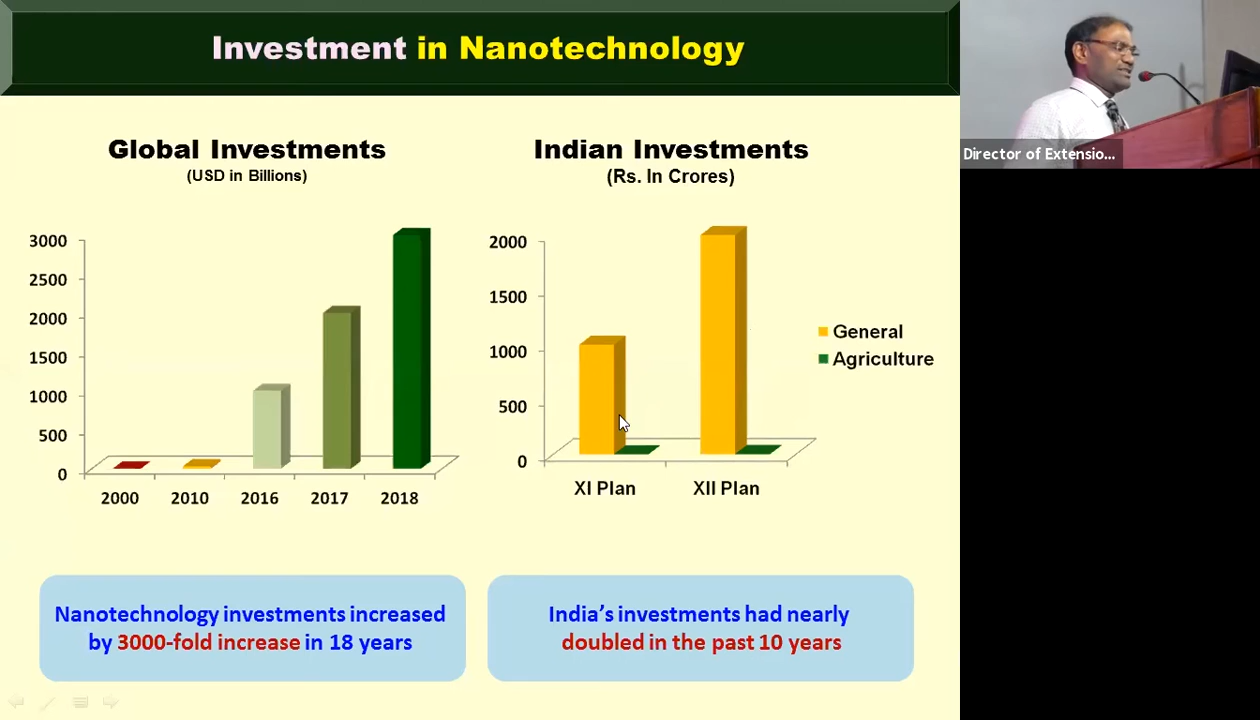 Investment in Nanotechnology
Director of Extensio...
Global Investments
(USD in Billions)
3000
2500
2000
1500
1000
500
0
2000 2010 2016 2017 2018
Indian Investments
(Rs. In Crores)
2000
1500
1000
500
0
XI Plan XII Plan
General
Agriculture
Nanotechnology investments increased
by 3000-fold increase in 18 years
India's investments had nearly
doubled in the past 10 years